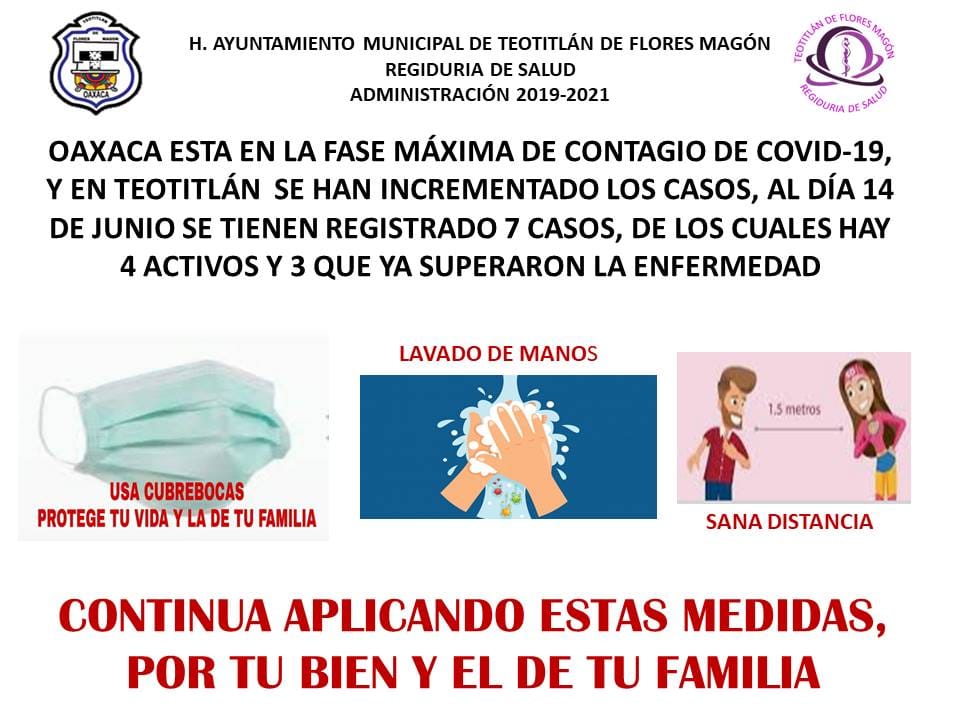 TEOTITLÁN
DE FLORES MAGÓN
OAXACA
H. AYUNTAMIENTO MUNICIPAL DE TEOTITLÁN DE FLORES MAGÓN
REGIDURIA DE SALUD
ADMINISTRACIÓN 2019-2021
TEOTITLÁN DE FLORES MAGÓN
REGIDURIA DE SALUD
OAXACA ESTA EN LA FASE MÁXIMA DE CONTAGIO DE COVID-19,
Y EN TEOTITLÁN SE HAN INCREMENTADO LOS CASOS, AL DÍA 14
DE JUNIO SE TIENEN REGISTRADO 7 CASOS, DE LOS CUALES HAY
4 ACTIVOS Y 3 QUE YA SUPERARON LA ENFERMEDAD
USA CUBREBOCAS
PROTEGE TU VIDA Y LA DE TU FAMILIA
LAVADO DE MANOS
1.5 metros
SANA DISTANCIA
CONTINUA APLICANDO ESTAS MEDIDAS,
POR TU BIEN Y EL DE TU FAMILIA